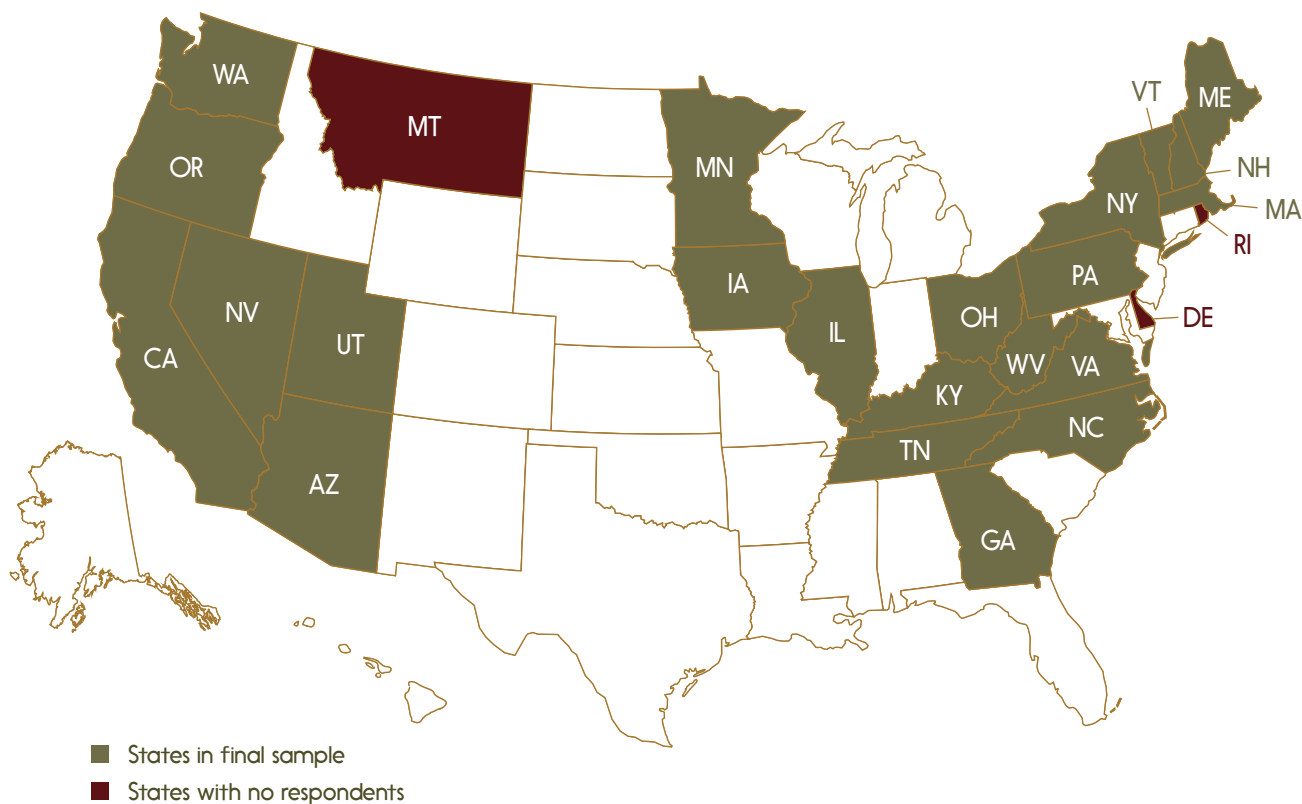 WA
MT
VT
ME
OR
MN
NH
NY
MA
RI
PA
IA
NV
OH
DE
IL
UT
CA
WV
VA
KY
NC
TN
AZ
GA
States in final sample
States with no respondents